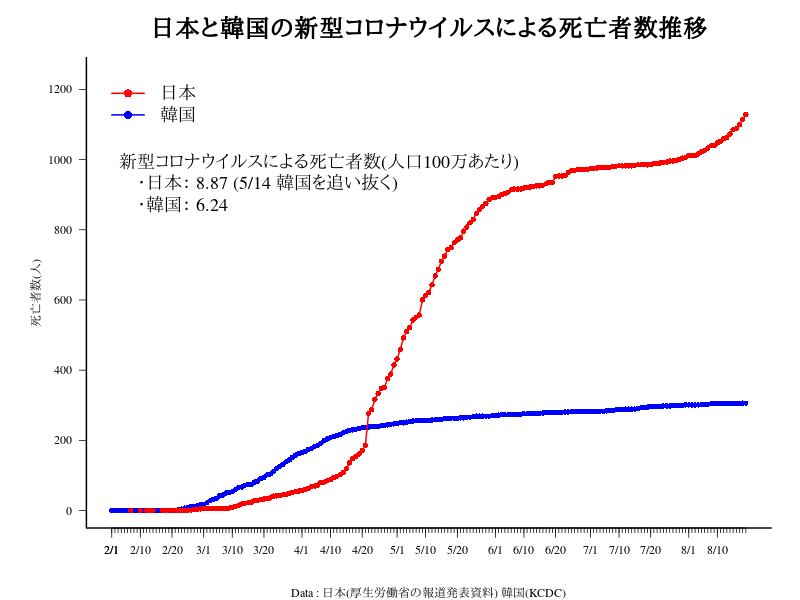 日本と韓国の新型コロナウイルスによる死亡者数推移
日本
韓国
新型コロナウイルスによる死亡者数(人口100万あたり)
・日本: 8.87 (5/14 韓国を追い抜く)
・韓国: 6.24
死亡者数(人)
1200
1000
800
600
400
200
0
2/1 2/10 2/20 3/1 3/10 3/20 4/1 4/10 4/20 5/1 5/10 5/20 6/1 6/10 6/20 7/1 7/10 7/20 8/1 8/10
Data : 日本(厚生労働省の報道発表資料) 韓国(KCDC)